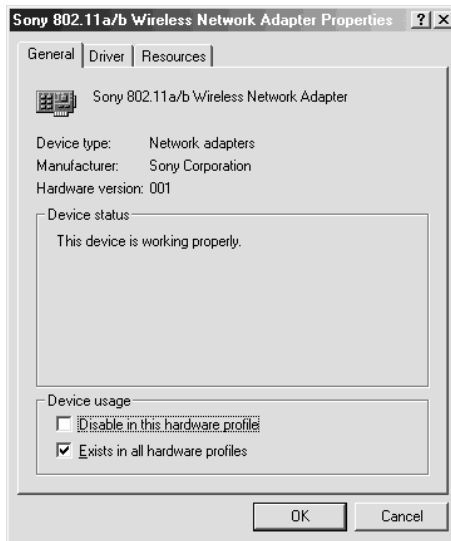 Sony 802.11a/b Wireless Network Adapter Properties ? X
General Driver Resources
Sony 802.11a/b Wireless Network Adapter
Device type: Network adapters
Manufacturer: Sony Corporation
Hardware version: 001
Device status
This device is working properly.
Device usage
Disable in this hardware profile
Exists in all hardware profiles
OK Cancel